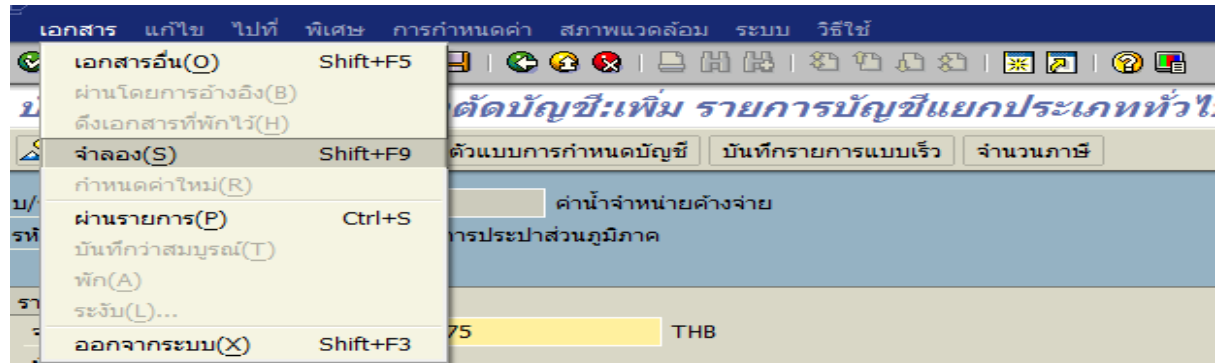 เอกสาร แก้ไข ไปที่ พิเศษ การกำหนดค่า สภาพแวดล้อม ระบบ วิธีใช้
เอกสารอื่น(O) Shift+F5
ผ่านโดยการอ้างอิง(B)
ตัดบัญชี:เพิ่ม รายการบัญชีแยกประเภททั่วไ
ดึงเอกสารที่พักไว้(H)
จำลอง(S) Shift+F9
ตัวแบบการกำหนดบัญชี บันทึกรายการแบบเร็ว จำนวนภาษี
กำหนดค่าใหม่(R)
ค่าน้ำจำหน่ายค้างจ่าย
ผ่านรายการ(P) Ctrl+S
การประปาส่วนภูมิภาค
บันทึกว่าสมบูรณ์(T)
พัก(A)
ระงับ(L)...
75 THB
ออกจากระบบ(X) Shift+F3